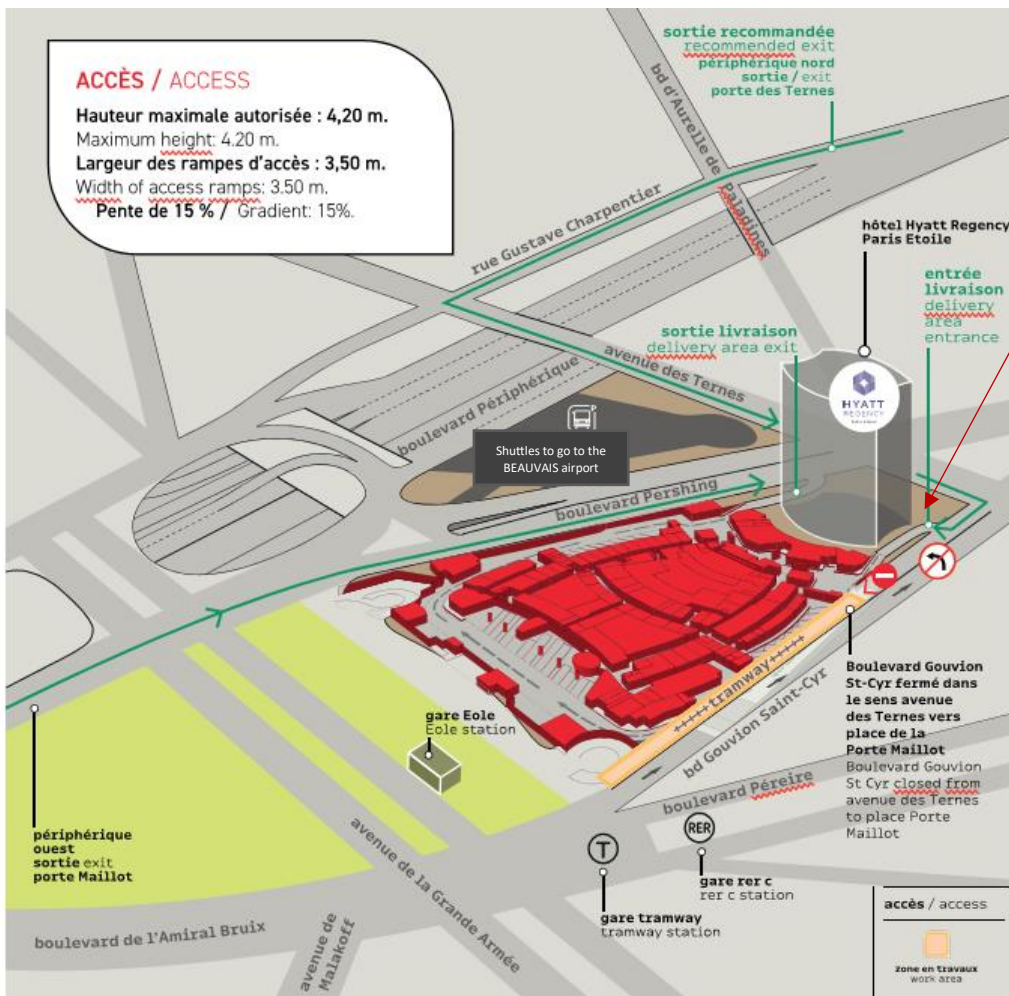 ACCÈS / ACCESS
Hauteur maximale autorisée : 4,20 m.
Maximum height: 4.20 m.
Largeur des rampes d'accès : 3,50 m.
Width of access ramps: 3.50 m.
Pente de 15 % / Gradient: 15%.
sortie recommandée
recommended exit
périphérique nord
sortie / exit
porte des Ternes
bd d'Aurelle de Paladines
rue Gustave Charpentier
hôtel Hyatt Regency
Paris Etoile
entrée
livraison
delivery
area
entrance
sortie livraison
delivery area exit
avenue des Ternes
boulevard Périphérique
HYATT
REGENCY
Shuttles to go to the
BEAUVAIS airport
boulevard Pershing
tramway
bd Gouvion Saint-Cyr
Boulevard Gouvion
St-Cyr fermé dans
le sens avenue
des Ternes vers
place de la
Porte Maillot
Boulevard Gouvion
St Cyr closed from
avenue des Ternes
to place Porte
Maillot
gare Eole
Eole station
boulevard Péreire
périphérique
ouest
sortie exit
porte Maillot
T
RER
gare rer c
rer c station
gare tramway
tramway station
avenue de la Grande Armée
boulevard de l'Amiral Bruix
avenue de
Malakoff
accès / access
zone en travaux
work area